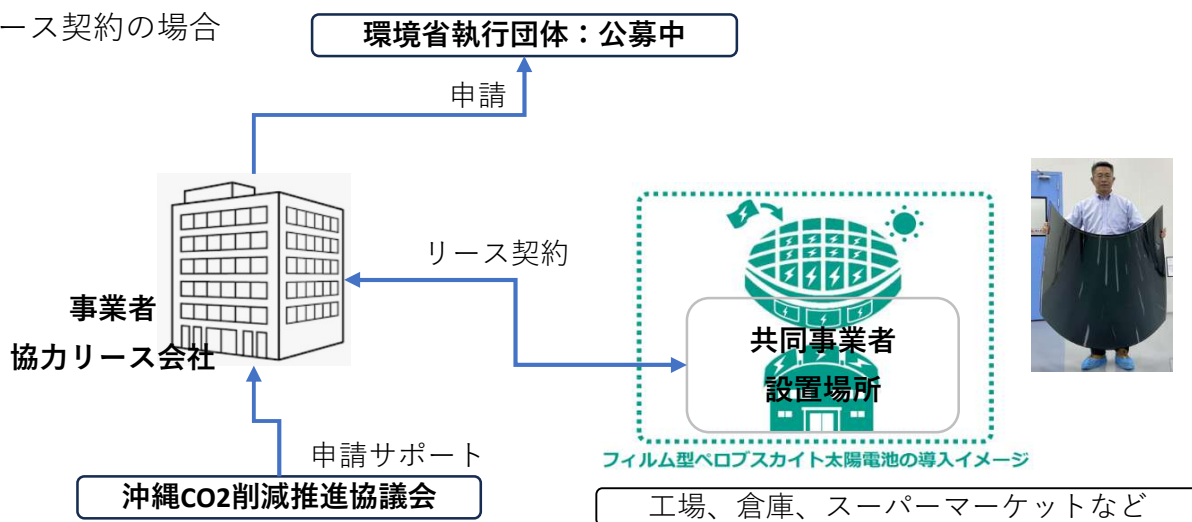 ース契約の場合
環境省執行団体：公募中
申請
リース契約
事業者
協力リース会社
共同事業者
設置場所
申請サポート
フィルム型ペロブスカイト太陽電池の導入イメージ
沖縄CO2削減推進協議会
工場、倉庫、スーパーマーケットなど